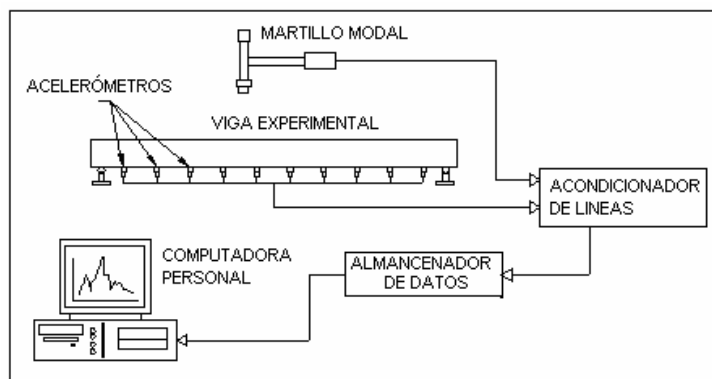 MARTILLO MODAL
ACELERÓMETROS
VIGA EXPERIMENTAL
ACONDICIONADOR
DE LINEAS
COMPUTADORA
PERSONAL
ALMANCENADOR
DE DATOS